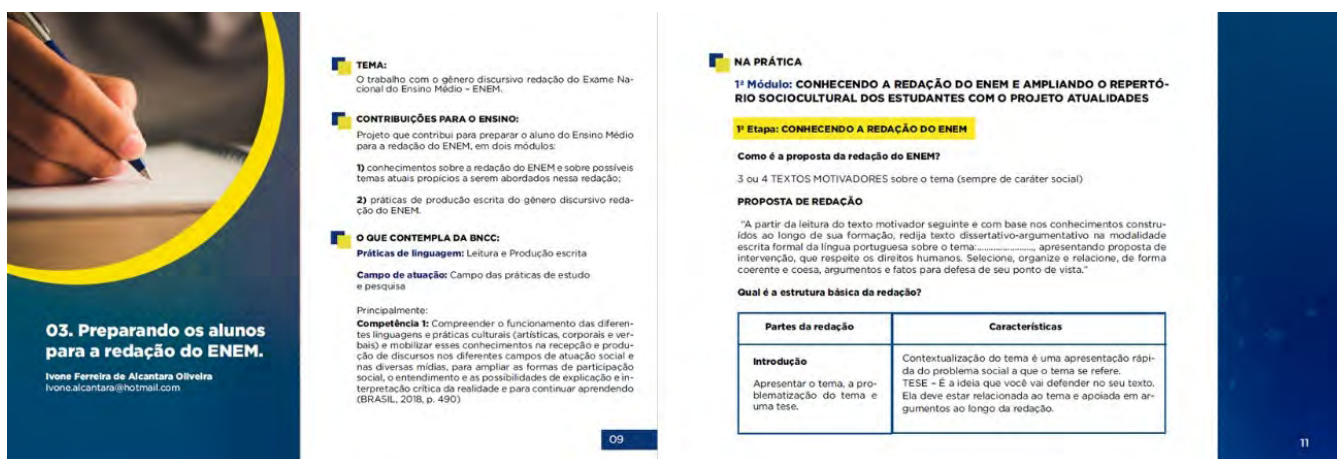 03. Preparando os alunos
para a redação do ENEM.
Ivone Ferreira de Alcantara Oliveira
Ivone.alcantara@hotmail.com
TEMA:
O trabalho com o gênero discursivo redação do Exame Na-
cional do Ensino Médio – ENEM.
CONTRIBUIÇÕES PARA O ENSINO:
Projeto que contribui para preparar o aluno do Ensino Médio
para a redação do ENEM, em dois módulos:
1) conhecimentos sobre a redação do ENEM e sobre possíveis
temas atuais propícios a serem abordados nessa redação;
2) práticas de produção escrita do gênero discursivo reda-
ção do ENEM.
O QUE CONTEMPLA DA BNCC:
Práticas de linguagem: Leitura e Produção escrita
Campo de atuação: Campo das práticas de estudo
e pesquisa
Principalmente:
Competência 1: Compreender o funcionamento das diferen-
tes linguagens e práticas culturais (artísticas, corporais e ver-
bais) e mobilizar esses conhecimentos na recepção e produ-
ção de discursos nos diferentes campos de atuação social e
nas diversas mídias, para ampliar as formas de participação
social, o entendimento e as possibilidades de explicação e in-
terpretação crítica da realidade e para continuar aprendendo
(BRASIL, 2018, p. 490)
09
NA PRÁTICA
1º Módulo: CONHECENDO A REDAÇÃO DO ENEM E AMPLIANDO O REPERTÓ-
RIO SOCIOCULTURAL DOS ESTUDANTES COM O PROJETO ATUALIDADES
1ª Etapa: CONHECENDO A REDAÇÃO DO ENEM
Como é a proposta da redação do ENEM?
3 ou 4 TEXTOS MOTIVADORES sobre o tema (sempre de caráter social)
PROPOSTA DE REDAÇÃO
"A partir da leitura do texto motivador seguinte e com base nos conhecimentos constru-
ídos ao longo de sua formação, redija texto dissertativo-argumentativo na modalidade
escrita formal da língua portuguesa sobre o tema:........................, apresentando proposta de
intervenção, que respeite os direitos humanos. Selecione, organize e relacione, de forma
coerente e coesa, argumentos e fatos para defesa de seu ponto de vista."
Qual é a estrutura básica da redação?
Partes da redação
Características
Introdução
Apresentar o tema, a pro-
blematização do tema e
uma tese.
Contextualização do tema é uma apresentação rápi-
da do problema social a que o tema se refere.
TESE – É a ideia que você vai defender no seu texto.
Ela deve estar relacionada ao tema e apoiada em ar-
gumentos ao longo da redação.
11